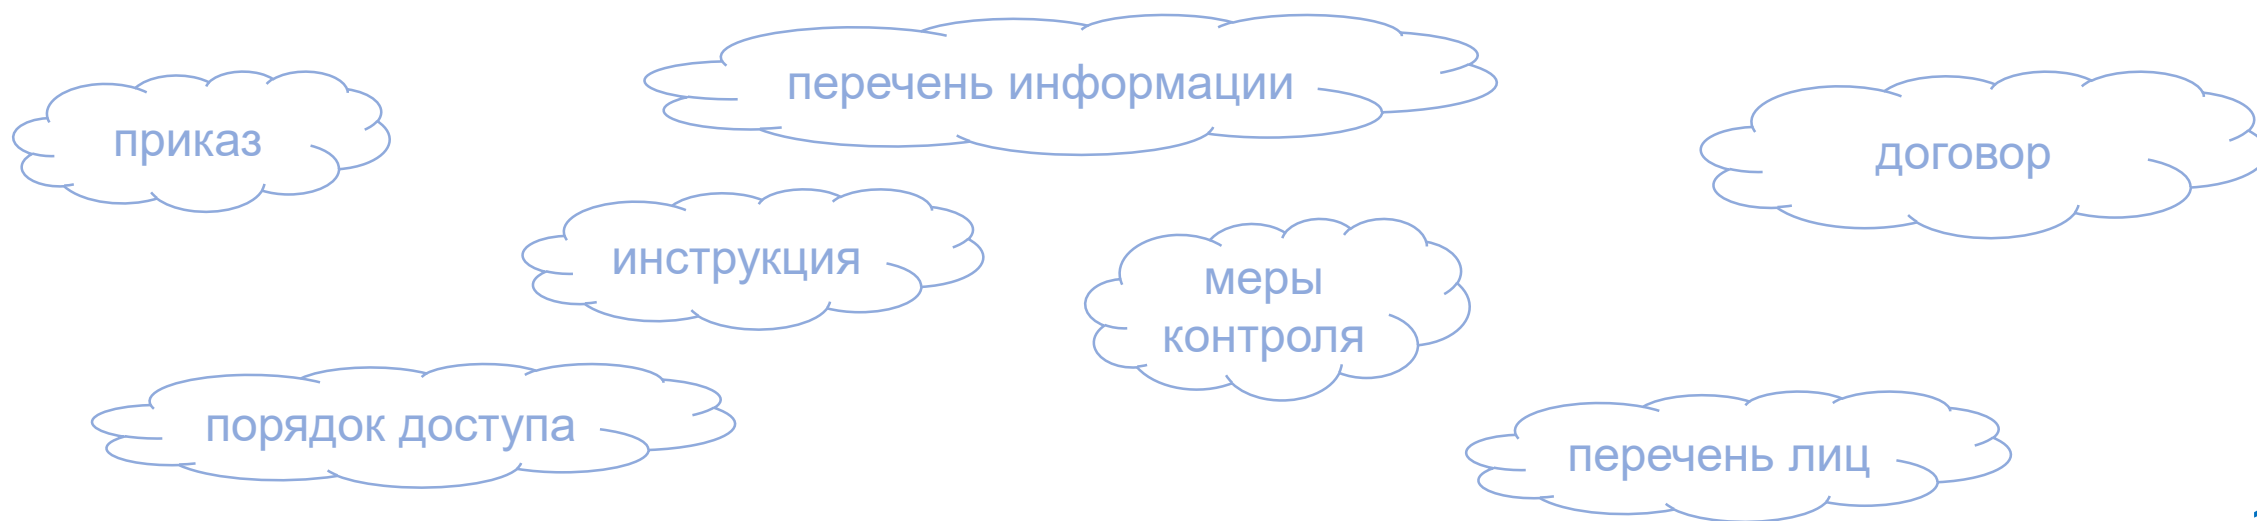 перечень информации
приказ
договор
инструкция
меры
контроля
порядок доступа
перечень лиц